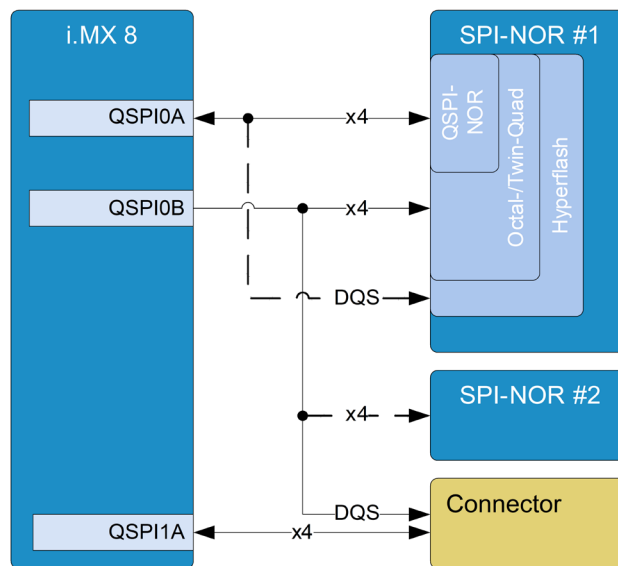 i.MX 8
SPI-NOR #1
QSPI0A
x4
QSPI-
NOR
Octal-/Twin-Quad
Hyperflash
QSPI0B
x4
DQS
SPI-NOR #2
x4
Connector
DQS
QSPI1A
x4